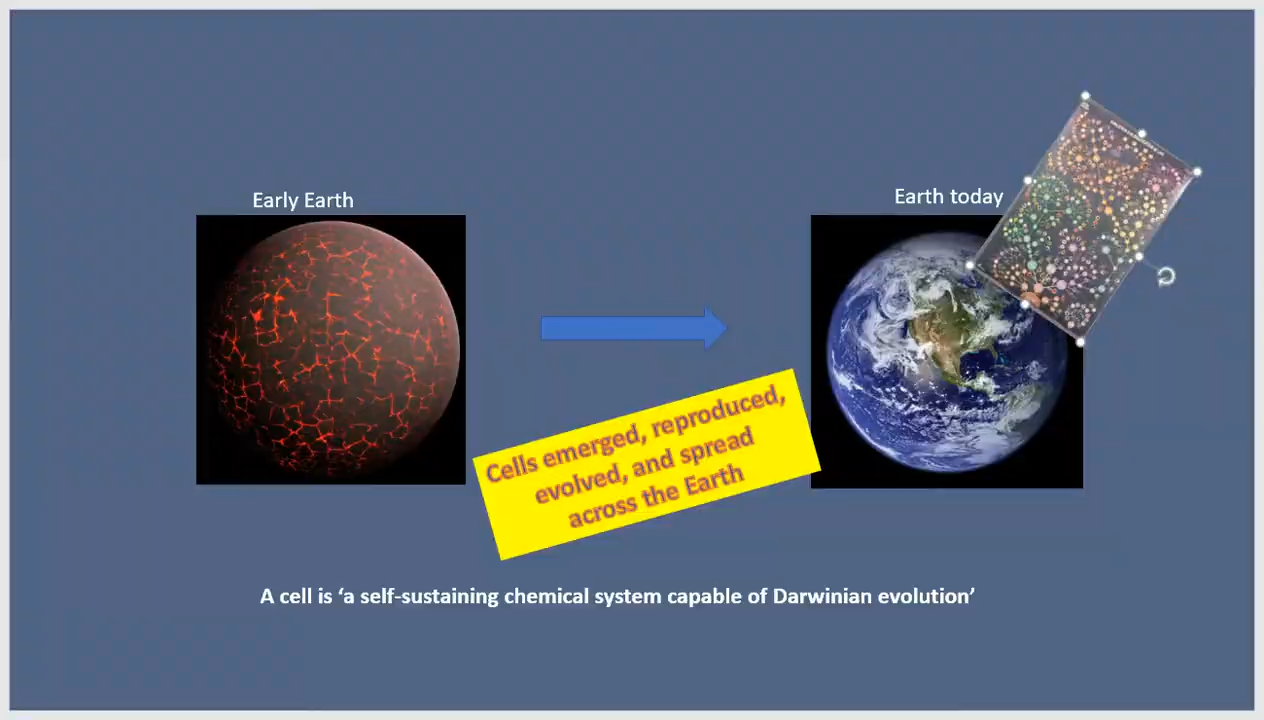 Early Earth
Earth today
Cells emerged, reproduced,
evolved, and spread
across the Earth
A cell is ‘a self-sustaining chemical system capable of Darwinian evolution’